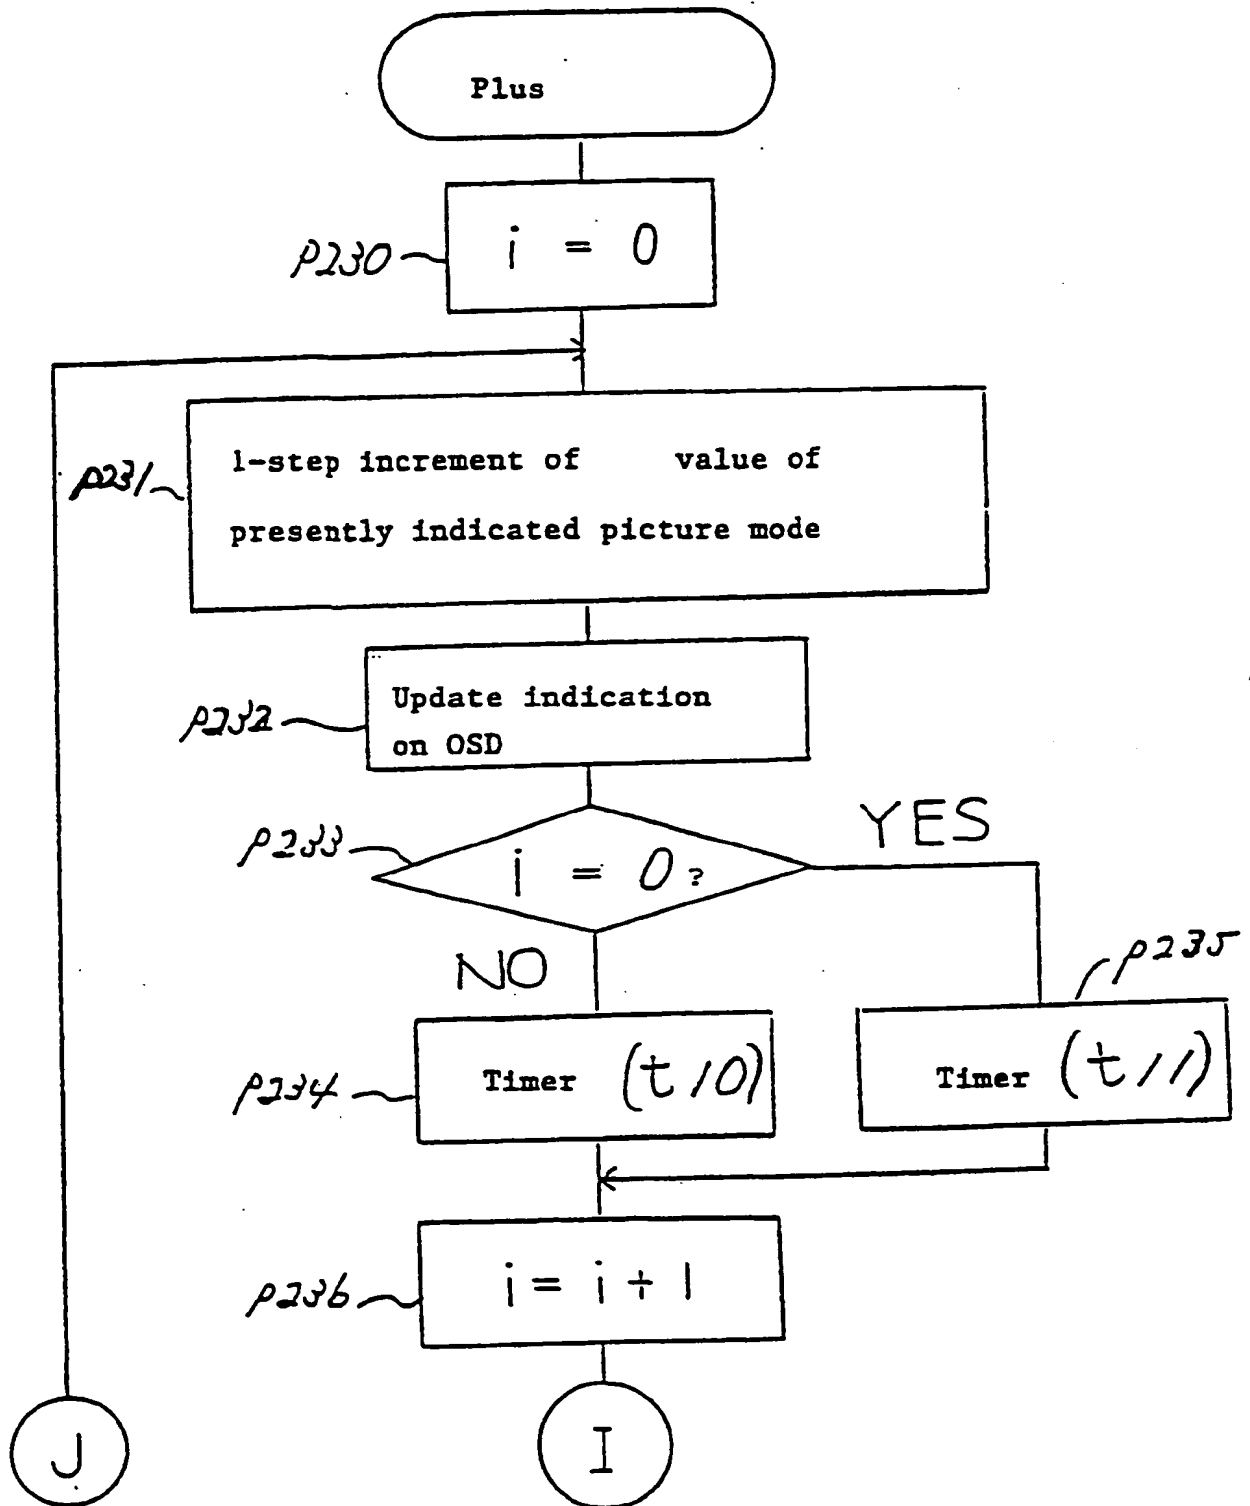 Plus
P230
i = 0
P231
1-step increment of value of
presently indicated picture mode
P232
Update indication
on OSD
P233
i = 0 ?
YES
NO
P235
P234
Timer (t10)
Timer (t11)
P236
i = i + 1
J
I